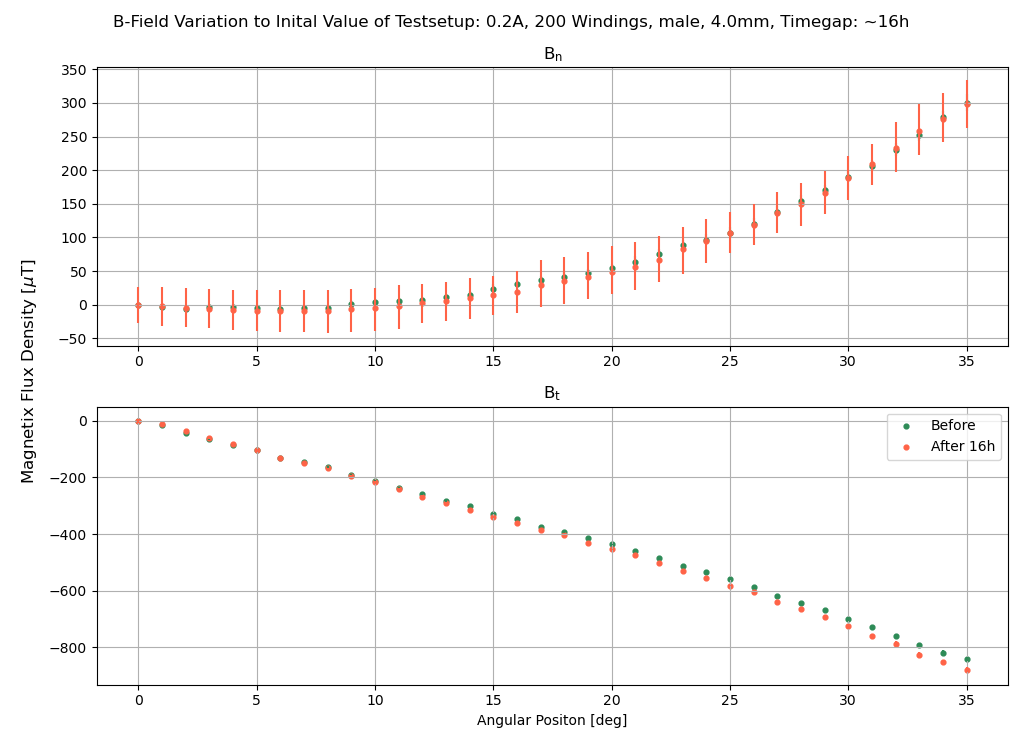 B-Field Variation to Inital Value of Testsetup: 0.2A, 200 Windings, male, 4.0mm, Timegap: ~16h
Bn
350
300
250
200
150
100
50
0
−50
0 5 10 15 20 25 30 35
Magnetix Flux Density [μT]
Bt
0
−200
−400
−600
−800
Before
After 16h
0 5 10 15 20 25 30 35
Angular Positon [deg]